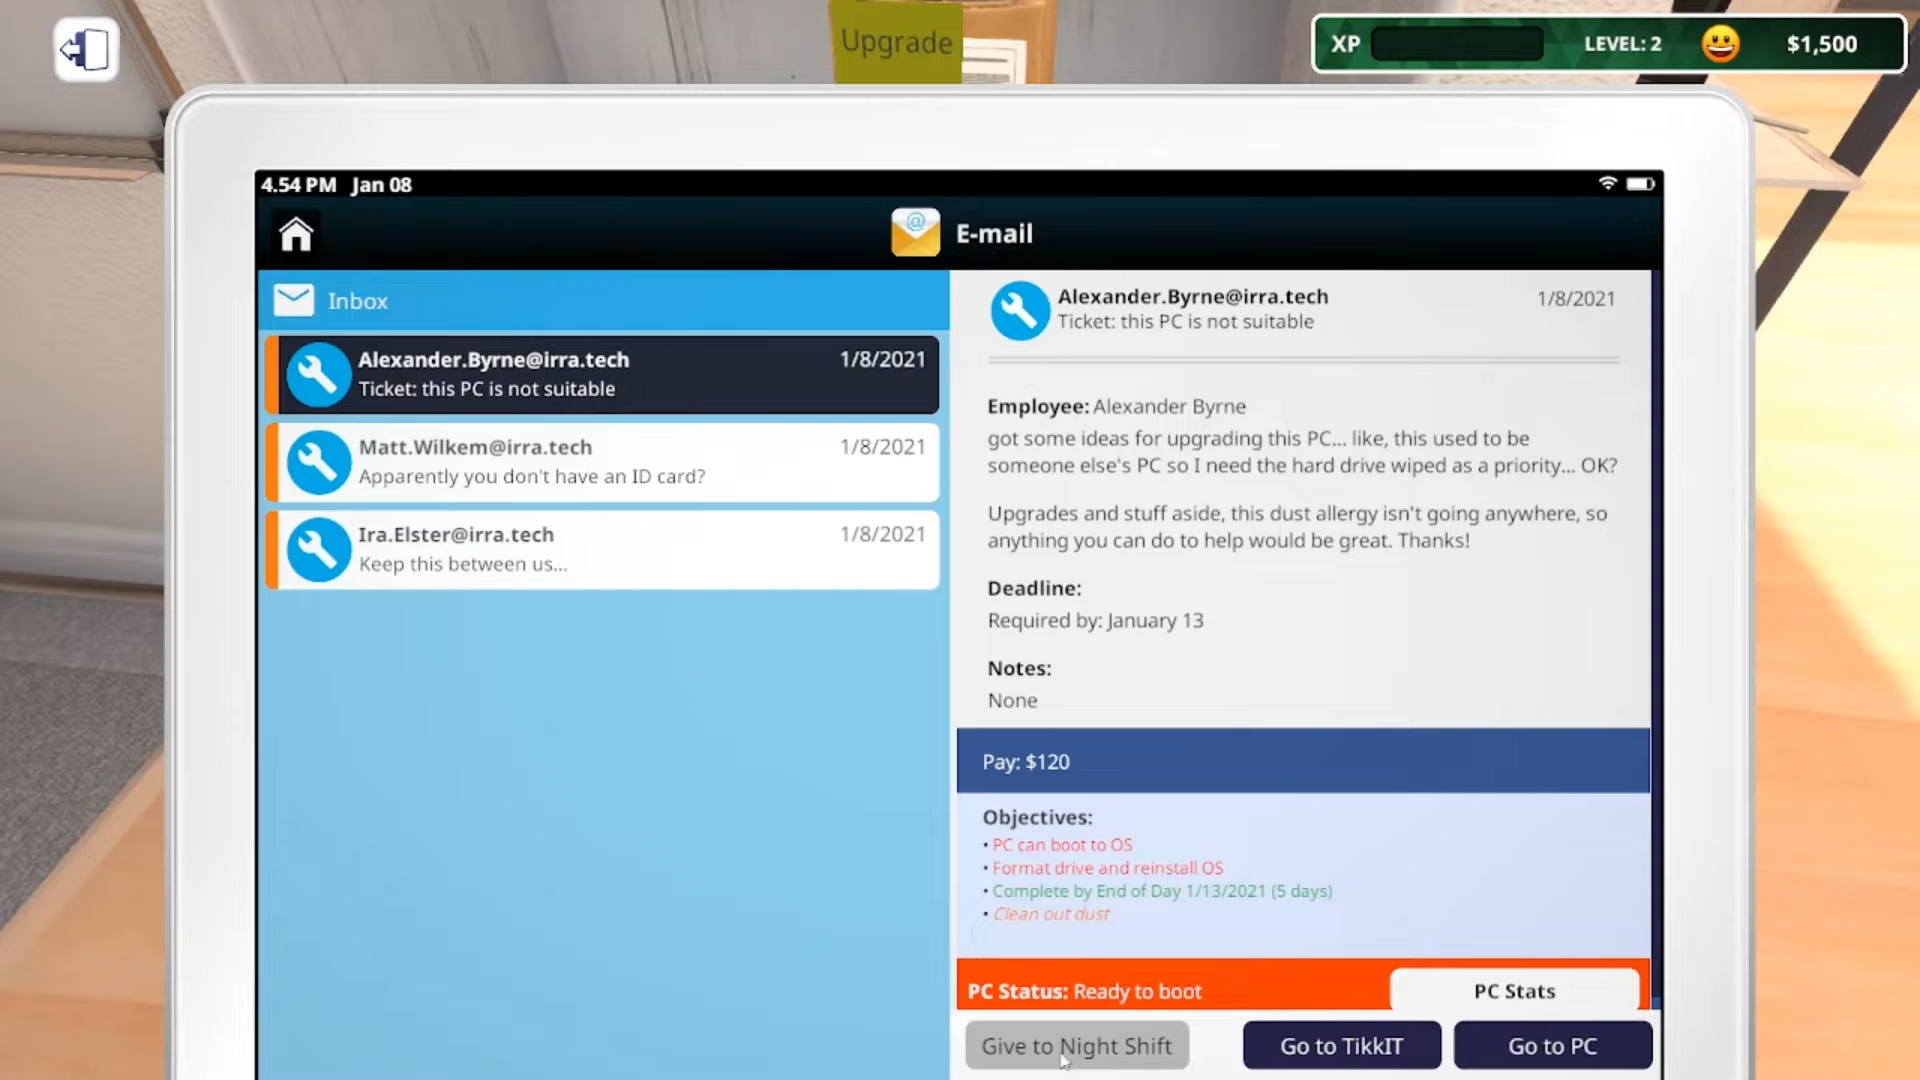 Upgrade
XP
LEVEL: 2
$1,500
4.54 PM Jan 08
E-mail
Inbox
Alexander.Byrne@irra.tech 1/8/2021
Ticket: this PC is not suitable
Matt.Wilkem@irra.tech 1/8/2021
Apparently you don't have an ID card?
Ira.Elster@irra.tech 1/8/2021
Keep this between us...
Alexander.Byrne@irra.tech 1/8/2021
Ticket: this PC is not suitable
Employee: Alexander Byrne
got some ideas for upgrading this PC... like, this used to be
someone else's PC so I need the hard drive wiped as a priority... OK?
Upgrades and stuff aside, this dust allergy isn't going anywhere, so
anything you can do to help would be great. Thanks!
Deadline:
Required by: January 13
Notes:
None
Pay: $120
Objectives:
• PC can boot to OS
• Format drive and reinstall OS
• Complete by End of Day 1/13/2021 (5 days)
• Clean out dust
PC Status: Ready to boot
PC Stats
Give to Night Shift
Go to TikkIT
Go to PC